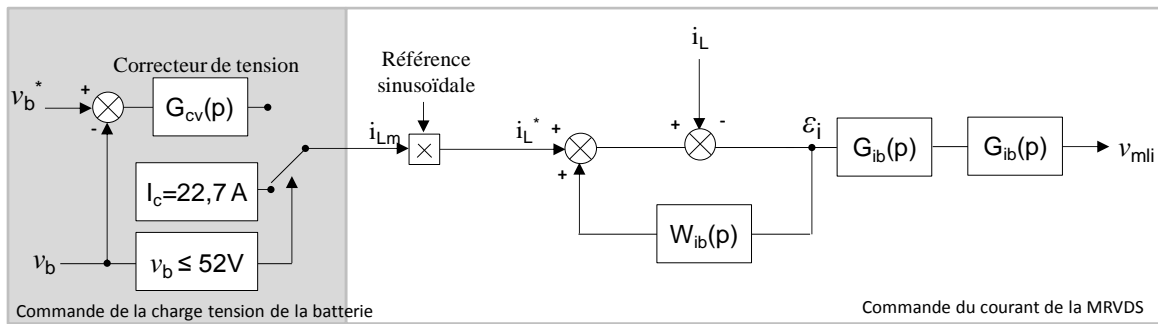 Correcteur de tension
v_b^*
+
-
G_cv(p)
I_c=22,7 A
v_b
v_b ≤ 52V
Commande de la charge tension de la batterie
i_Lm
Référence
sinusoïdale
×
i_L^*
+
+
i_L
+
-
ε_i
W_ib(p)
G_ib(p)
G_ib(p)
v_mli
Commande du courant de la MRVDS